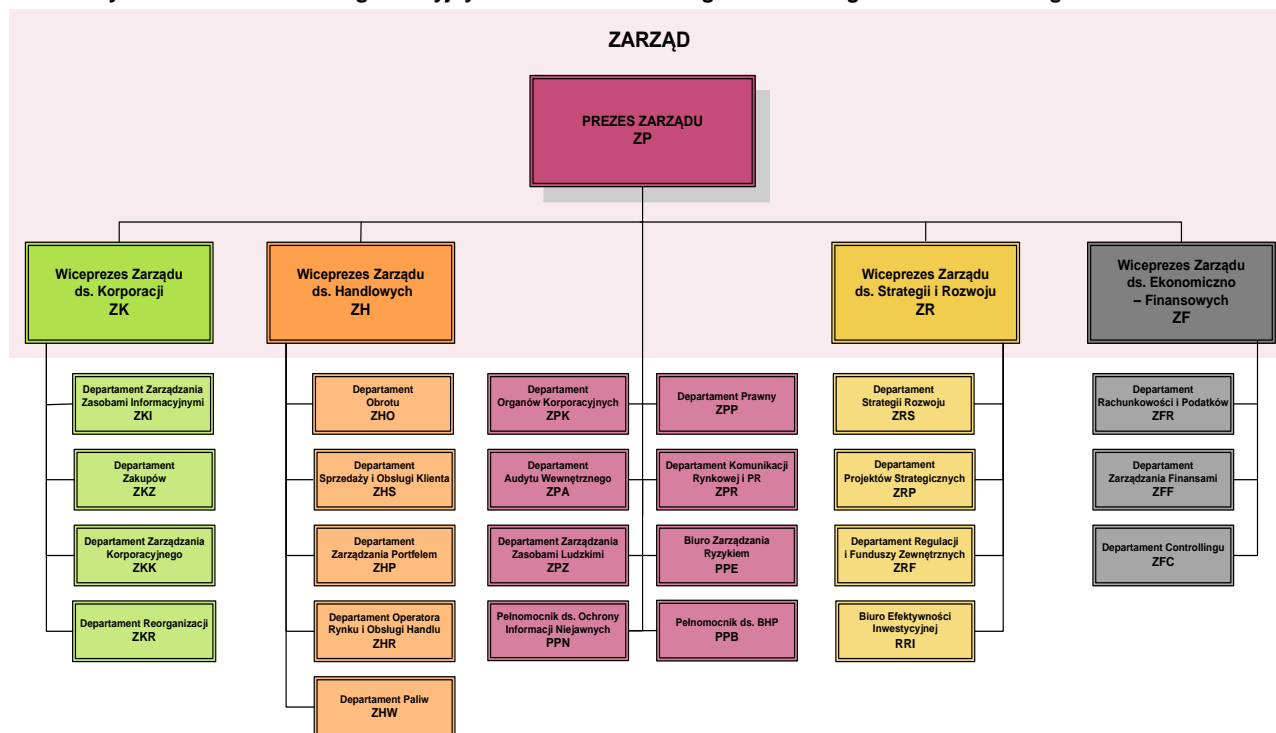 ZARZĄD
PREZES ZARZĄDU
ZP
Wiceprezes Zarządu
ds. Korporacji
ZK
Wiceprezes Zarządu
ds. Handlowych
ZH
Wiceprezes Zarządu
ds. Strategii i Rozwoju
ZR
Wiceprezes Zarządu
ds. Ekonomiczno
– Finansowych
ZF
Departament Zarządzania
Zasobami Informacyjnymi
ZKI
Departament
Zakupów
ZKZ
Departament Zarządzania
Korporacyjnego
ZKK
Departament Reorganizacji
ZKR
Departament
Obrotu
ZHO
Departament
Sprzedaży i Obsługi Klienta
ZHS
Departament
Zarządzania Portfelem
ZHP
Departament Operatora
Rynku i Obsługi Handlu
ZHR
Departament Paliw
ZHW
Departament
Organów Korporacyjnych
ZPK
Departament
Audytu Wewnętrznego
ZPA
Departament Zarządzania
Zasobami Ludzkimi
ZPZ
Pełnomocnik ds. Ochrony
Informacji Niejawnych
PPN
Departament Prawny
ZPP
Departament Komunikacji
Rynkowej i PR
ZPR
Biuro Zarządzania
Ryzykiem
PPE
Pełnomocnik ds. BHP
PPB
Departament
Strategii Rozwoju
ZRS
Departament
Projektów Strategicznych
ZRP
Departament Regulacji
i Funduszy Zewnętrznych
ZRF
Biuro Efektywności
Inwestycyjnej
RRI
Departament
Rachunkowości i Podatków
ZFR
Departament
Zarządzania Finansami
ZFF
Departament Controllingu
ZFC